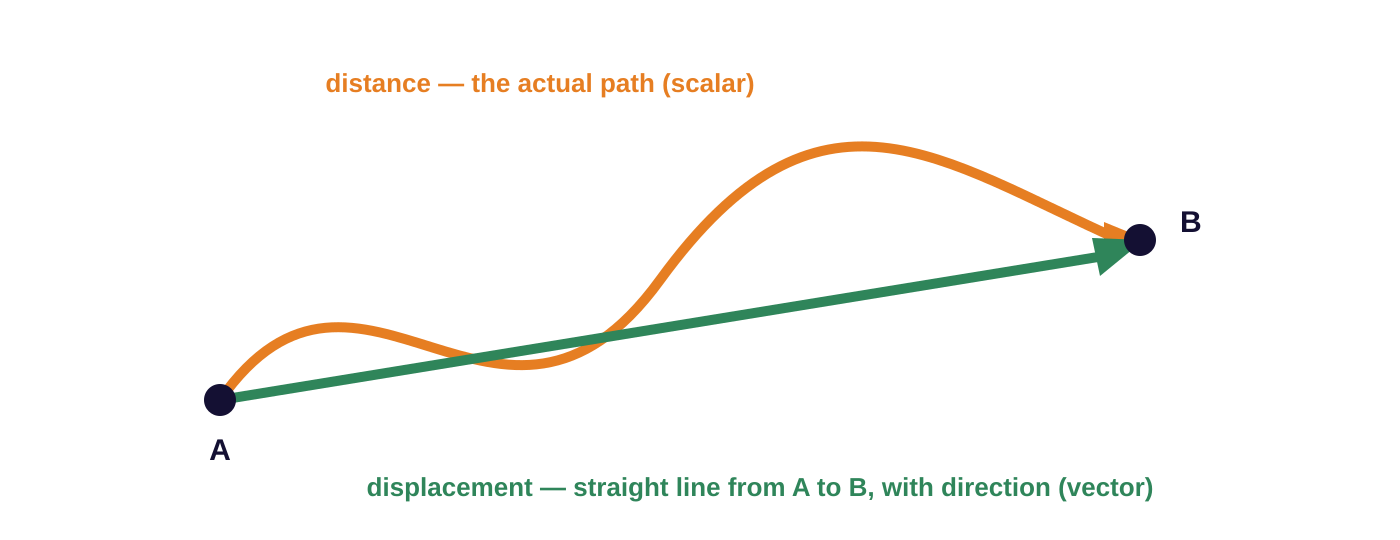 distance — the actual path (scalar)
B
A
displacement — straight line from A to B, with direction (vector)